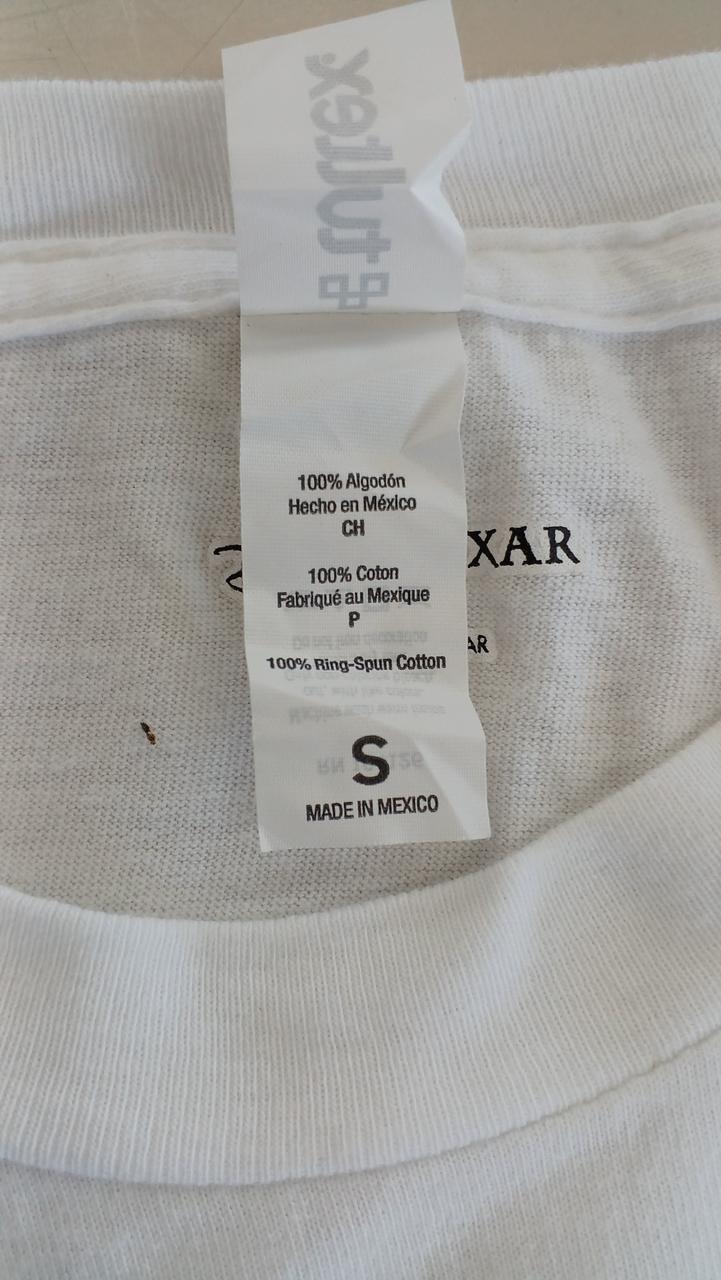 100% Algodón
Hecho en México
CH
100% Coton
Fabriqué au Mexique
P
100% Ring-Spun Cotton
S
MADE IN MEXICO
XAR
AR
tultex